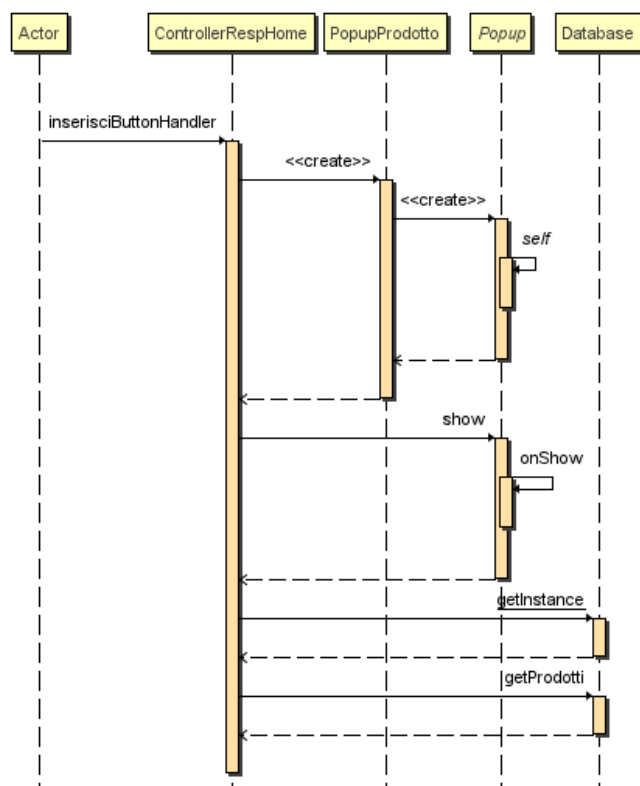 Actor ControllerRespHome PopupProdotto Popup Database
inserisciButtonHandler
<<create>>
<<create>>
self
show
onShow
getInstance
getProdotti